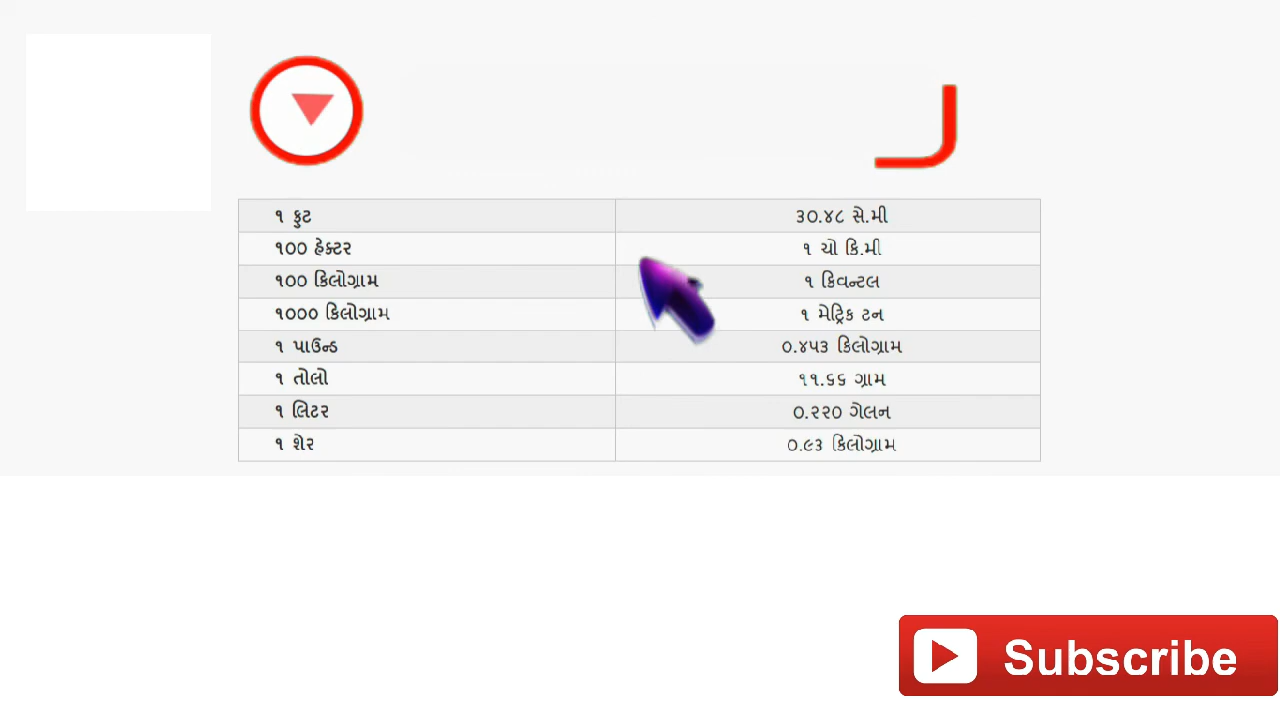 ૧ ફુટ ૩૦.૪૮ સે.મી
૧૦૦ હેક્ટર ૧ ચો કિ.મી
૧૦૦ કિલોગ્રામ ૧ કિવન્ટલ
૧૦૦૦ કિલોગ્રામ ૧ મેટ્રિક ટન
૧ પાઉન્ડ ૦.૪૫૩ કિલોગ્રામ
૧ તોલો ૧૧.૬૬ ગ્રામ
૧ લિટર ૦.૨૨૦ ગેલન
૧ શેર ૦.૯૩ કિલોગ્રામ
Subscribe